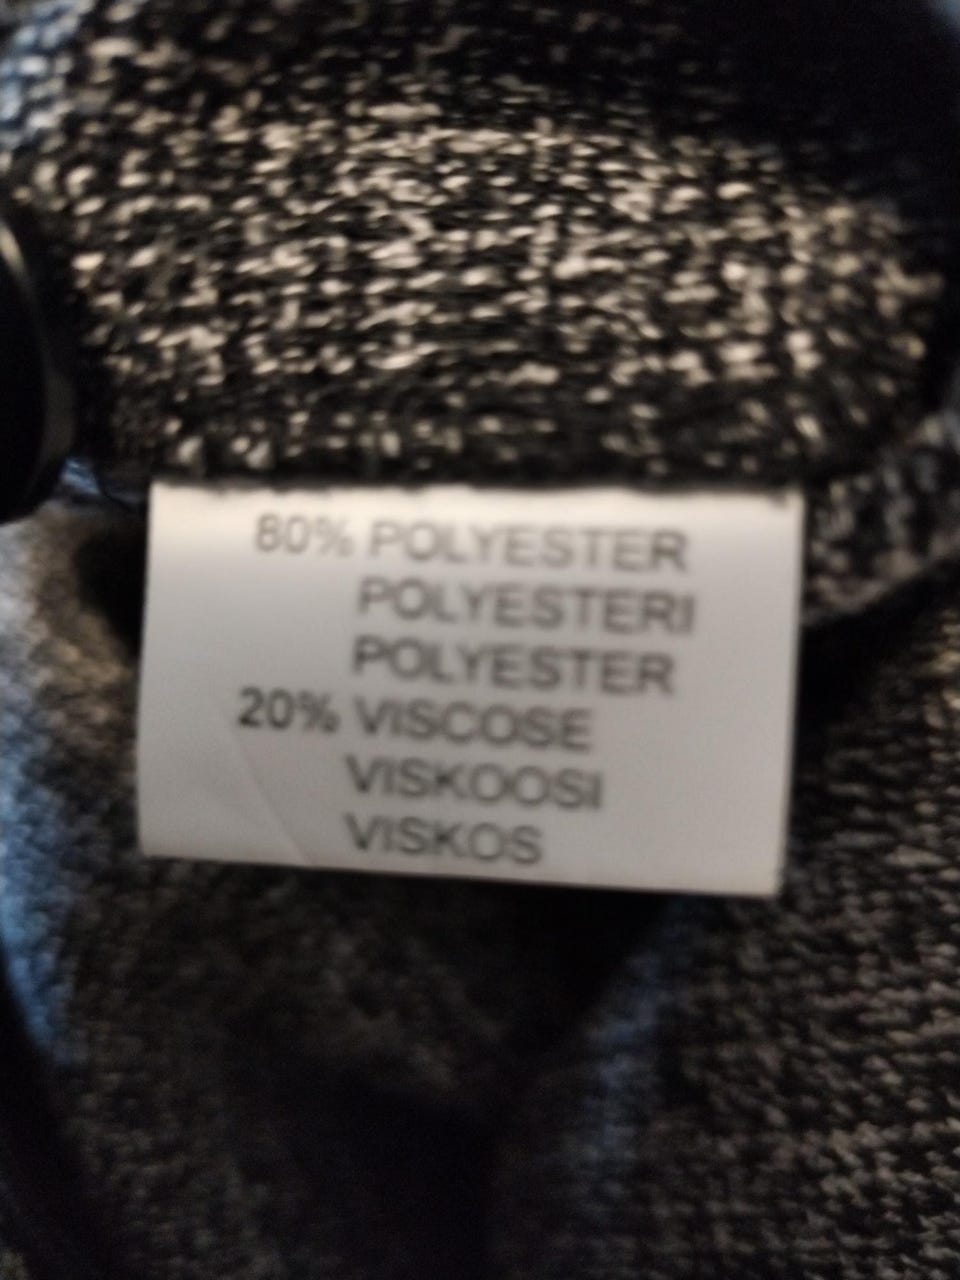 80% POLYESTER
POLYESTERI
POLYESTER
20% VISCOSE
VISKOOSI
VISKOS